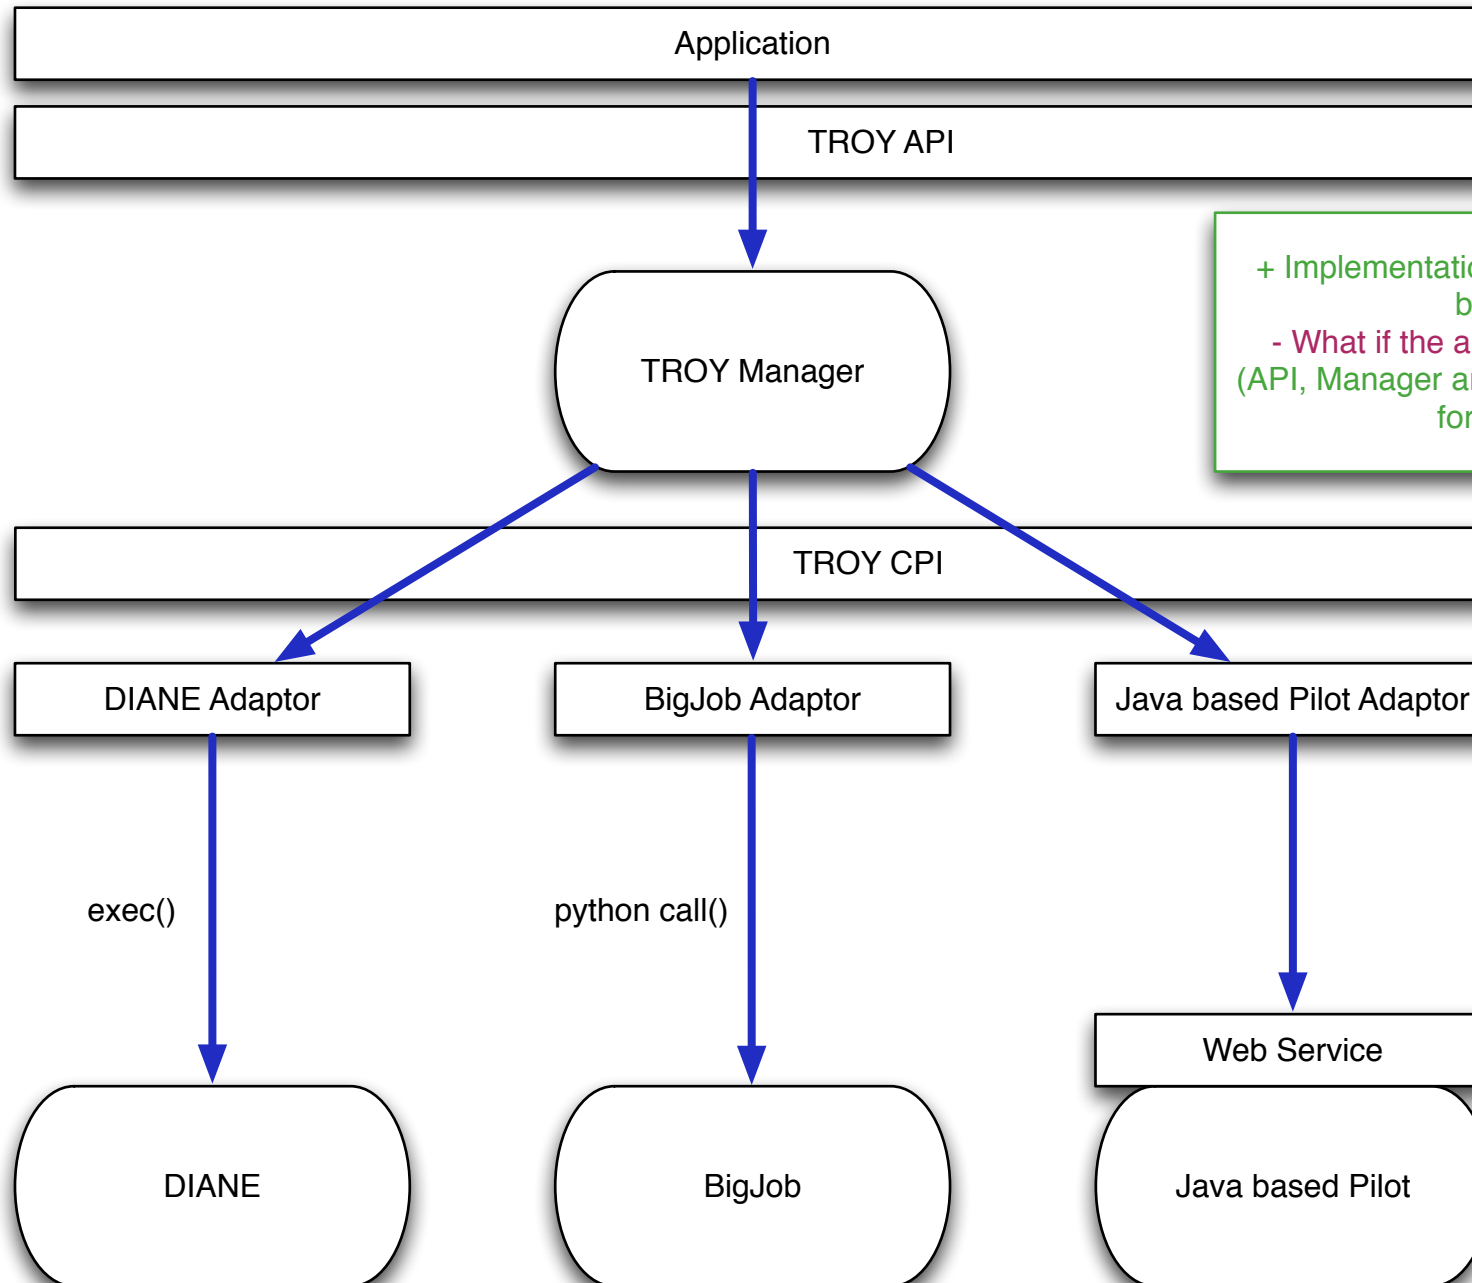 Application
TROY API
+ Implementatio
b
- What if the a
(API, Manager a
for
TROY Manager
TROY CPI
DIANE Adaptor
BigJob Adaptor
Java based Pilot Adaptor
exec()
python call()
Web Service
DIANE
BigJob
Java based Pilot